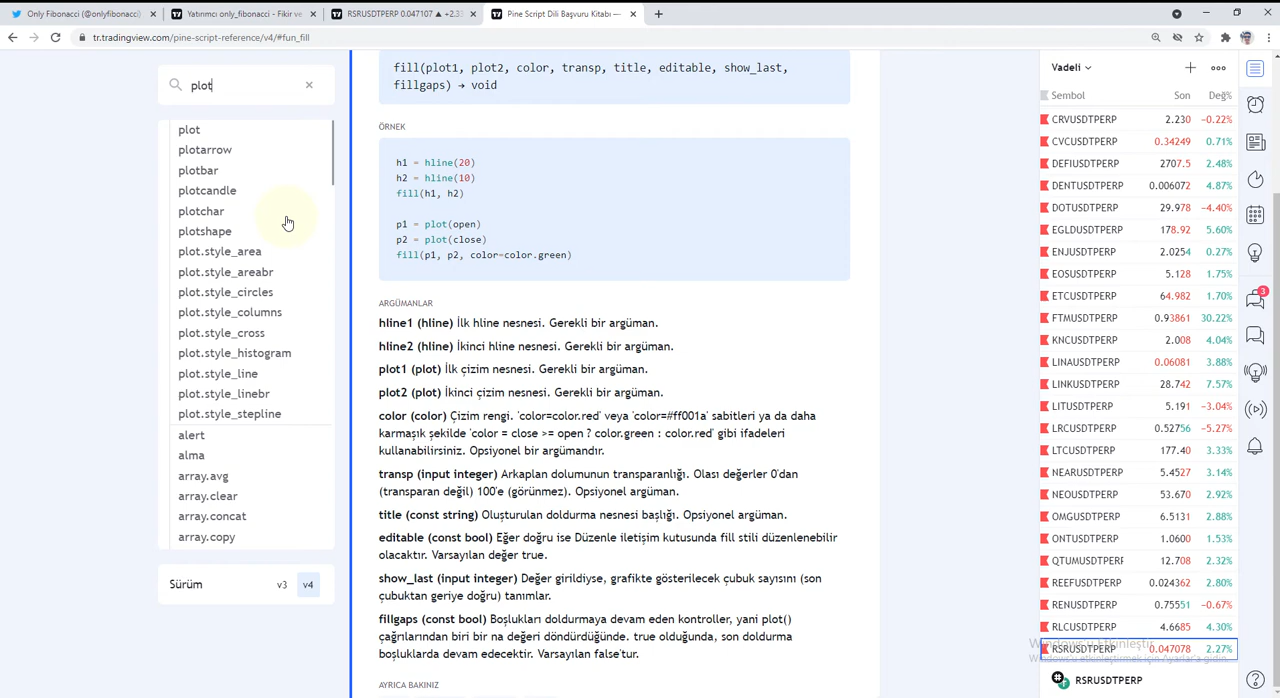 Only Fibonacci (@onlyfibonacci)
Yatırımcı only_fibonacci - Fikir ve
RSRUSDTPERP 0.047107 ▲ +2.3
Pine Script Dili Başvuru Kitabı —
tr.tradingview.com/pine-script-reference/v4/#fun_fill
plot
plot
plotarrow
plotbar
plotcandle
plotchar
plotshape
plot.style_area
plot.style_areabr
plot.style_circles
plot.style_columns
plot.style_cross
plot.style_histogram
plot.style_line
plot.style_linebr
plot.style_stepline
alert
alma
array.avg
array.clear
array.concat
array.copy
Sürüm v3 v4
fill(plot1, plot2, color, transp, title, editable, show_last,
fillgaps) → void
ÖRNEK
h1 = hline(20)
h2 = hline(10)
fill(h1, h2)
p1 = plot(open)
p2 = plot(close)
fill(p1, p2, color=color.green)
ARGÜMANLAR
hline1 (hline) İlk hline nesnesi. Gerekli bir argüman.
hline2 (hline) İkinci hline nesnesi. Gerekli bir argüman.
plot1 (plot) İlk çizim nesnesi. Gerekli bir argüman.
plot2 (plot) İkinci çizim nesnesi. Gerekli bir argüman.
color (color) Çizim rengi. 'color=color.red' veya 'color=#ff001a' sabitleri ya da daha
karmaşık şekilde 'color = close >= open ? color.green : color.red' gibi ifadeleri
kullanabilirsiniz. Opsiyonel bir argümandır.
transp (input integer) Arkaplan dolumunun transparanlığı. Olası değerler 0'dan
(transparan değil) 100'e (görünmez). Opsiyonel argüman.
title (const string) Oluşturulan doldurma nesnesi başlığı. Opsiyonel argüman.
editable (const bool) Eğer doğru ise Düzenle iletişim kutusunda fill stili düzenlenebilir
olacaktır. Varsayılan değer true.
show_last (input integer) Değer girildiyse, grafikte gösterilecek çubuk sayısını (son
çubuktan geriye doğru) tanımlar.
fillgaps (const bool) Boşlukları doldurmaya devam eden kontroller, yani plot()
çağrılarından biri bir na değeri döndürdüğünde. true olduğunda, son doldurma
boşluklarda devam edecektir. Varsayılan false'tur.
AYRICA BAKINIZ
Vadeli
Sembol Son Değ%
CRVUSDTPERP 2.230 −0.22%
CVCUSDTPERP 0.34249 0.71%
DEFIUSDTPERP 2707.5 2.48%
DENTUSDTPERP 0.006072 4.87%
DOTUSDTPERP 29.978 −4.40%
EGLDUSDTPERP 178.92 5.60%
ENJUSDTPERP 2.0254 0.27%
EOSUSDTPERP 5.128 1.75%
ETCUSDTPERP 64.982 1.70%
FTMUSDTPERP 0.93861 30.22%
KNCUSDTPERP 2.008 4.04%
LINAUSDTPERP 0.06081 3.88%
LINKUSDTPERP 28.742 7.57%
LITUSDTPERP 5.191 −3.04%
LRCUSDTPERP 0.52756 −5.27%
LTCUSDTPERP 177.40 3.33%
NEARUSDTPERP 5.4527 3.14%
NEOUSDTPERP 53.670 2.92%
OMGUSDTPERP 6.5131 2.88%
ONTUSDTPERP 1.0600 1.53%
QTUMUSDTPERP 12.708 2.32%
REEFUSDTPERP 0.024362 2.80%
RENUSDTPERP 0.75551 −0.67%
RLCUSDTPERP 4.6685 4.30%
Windows'u Etkinleştir
RSRUSDTPERP 0.047078 2.27%
Windows'u etkinleştirmek için Ayarlar'a gidin.
RSRUSDTPERP
3